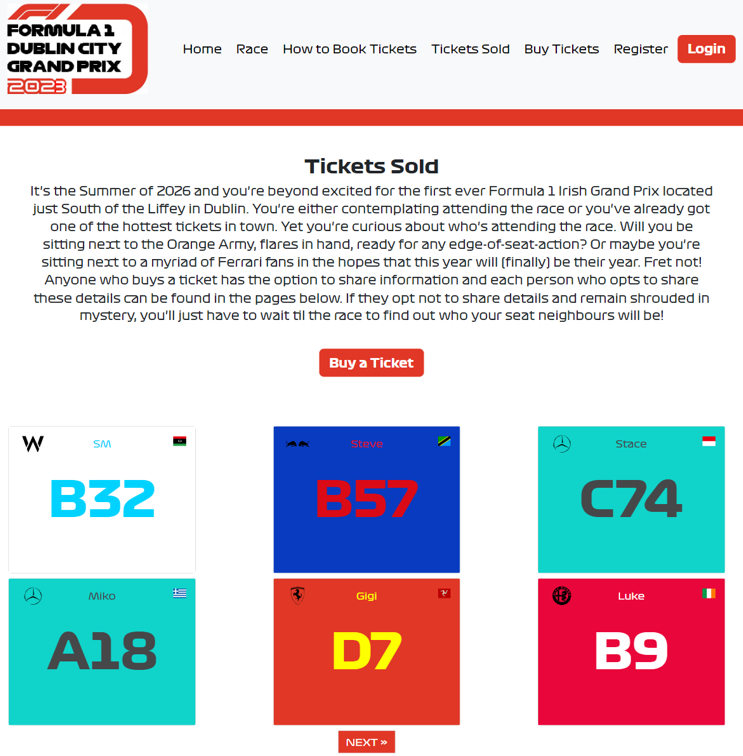 FORMULA 1
DUBLIN CITY
GRAND PRIX
2023
Home Race How to Book Tickets Tickets Sold Buy Tickets Register Login
Tickets Sold
It's the Summer of 2026 and you're beyond excited for the first ever Formula 1 Irish Grand Prix located
just South of the Liffey in Dublin. You're either contemplating attending the race or you've already got
one of the hottest tickets in town. Yet you're curious about who's attending the race. Will you be
sitting next to the Orange Army, flares in hand, ready for any edge-of-seat-action? Or maybe you're
sitting next to a myriad of Ferrari fans in the hopes that this year will (finally) be their year. Fret not!
Anyone who buys a ticket has the option to share information and each person who opts to share
these details can be found in the pages below. If they opt not to share details and remain shrouded in
mystery, you'll just have to wait til the race to find out who your seat neighbours will be!
Buy a Ticket
SM
B32
Steve
B57
Stace
C74
Miko
A18
Gigi
D7
Luke
B9
NEXT »